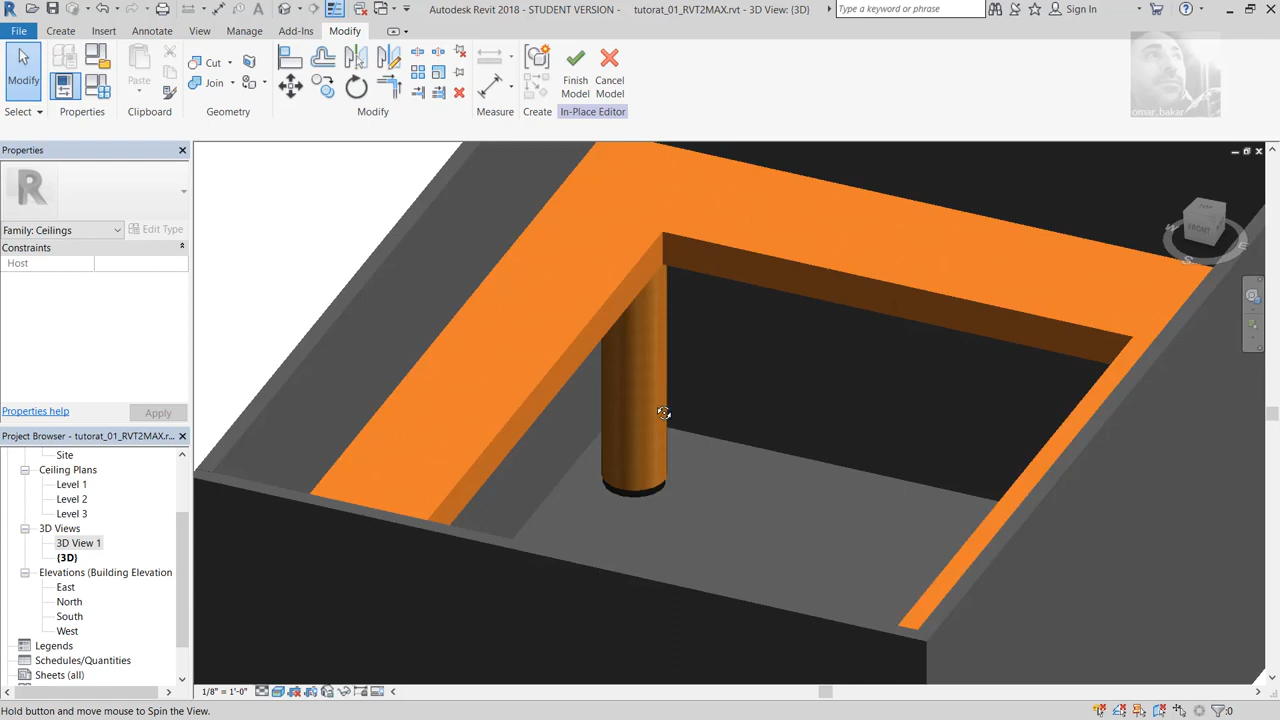 Autodesk Revit 2018 - STUDENT VERSION - tutorat_01_RVT2MAX.rvt - 3D View: {3D}
Type a keyword or phrase
Sign In
File Create Insert Annotate View Manage Add-Ins Modify
Modify
Paste
Cut
Join
Finish Model
Cancel Model
Select Properties Clipboard Geometry Modify Measure Create In-Place Editor
omar_bakar
Properties
R
Family: Ceilings
Edit Type
Constraints
Host
Properties help
Apply
Project Browser - tutorat_01_RVT2MAX.r...
Site
Ceiling Plans
Level 1
Level 2
Level 3
3D Views
3D View 1
{3D}
Elevations (Building Elevation
East
North
South
West
Legends
Schedules/Quantities
Sheets (all)
FRONT
W
S
E
1/8" = 1'-0"
Hold button and move mouse to Spin the View.
:0